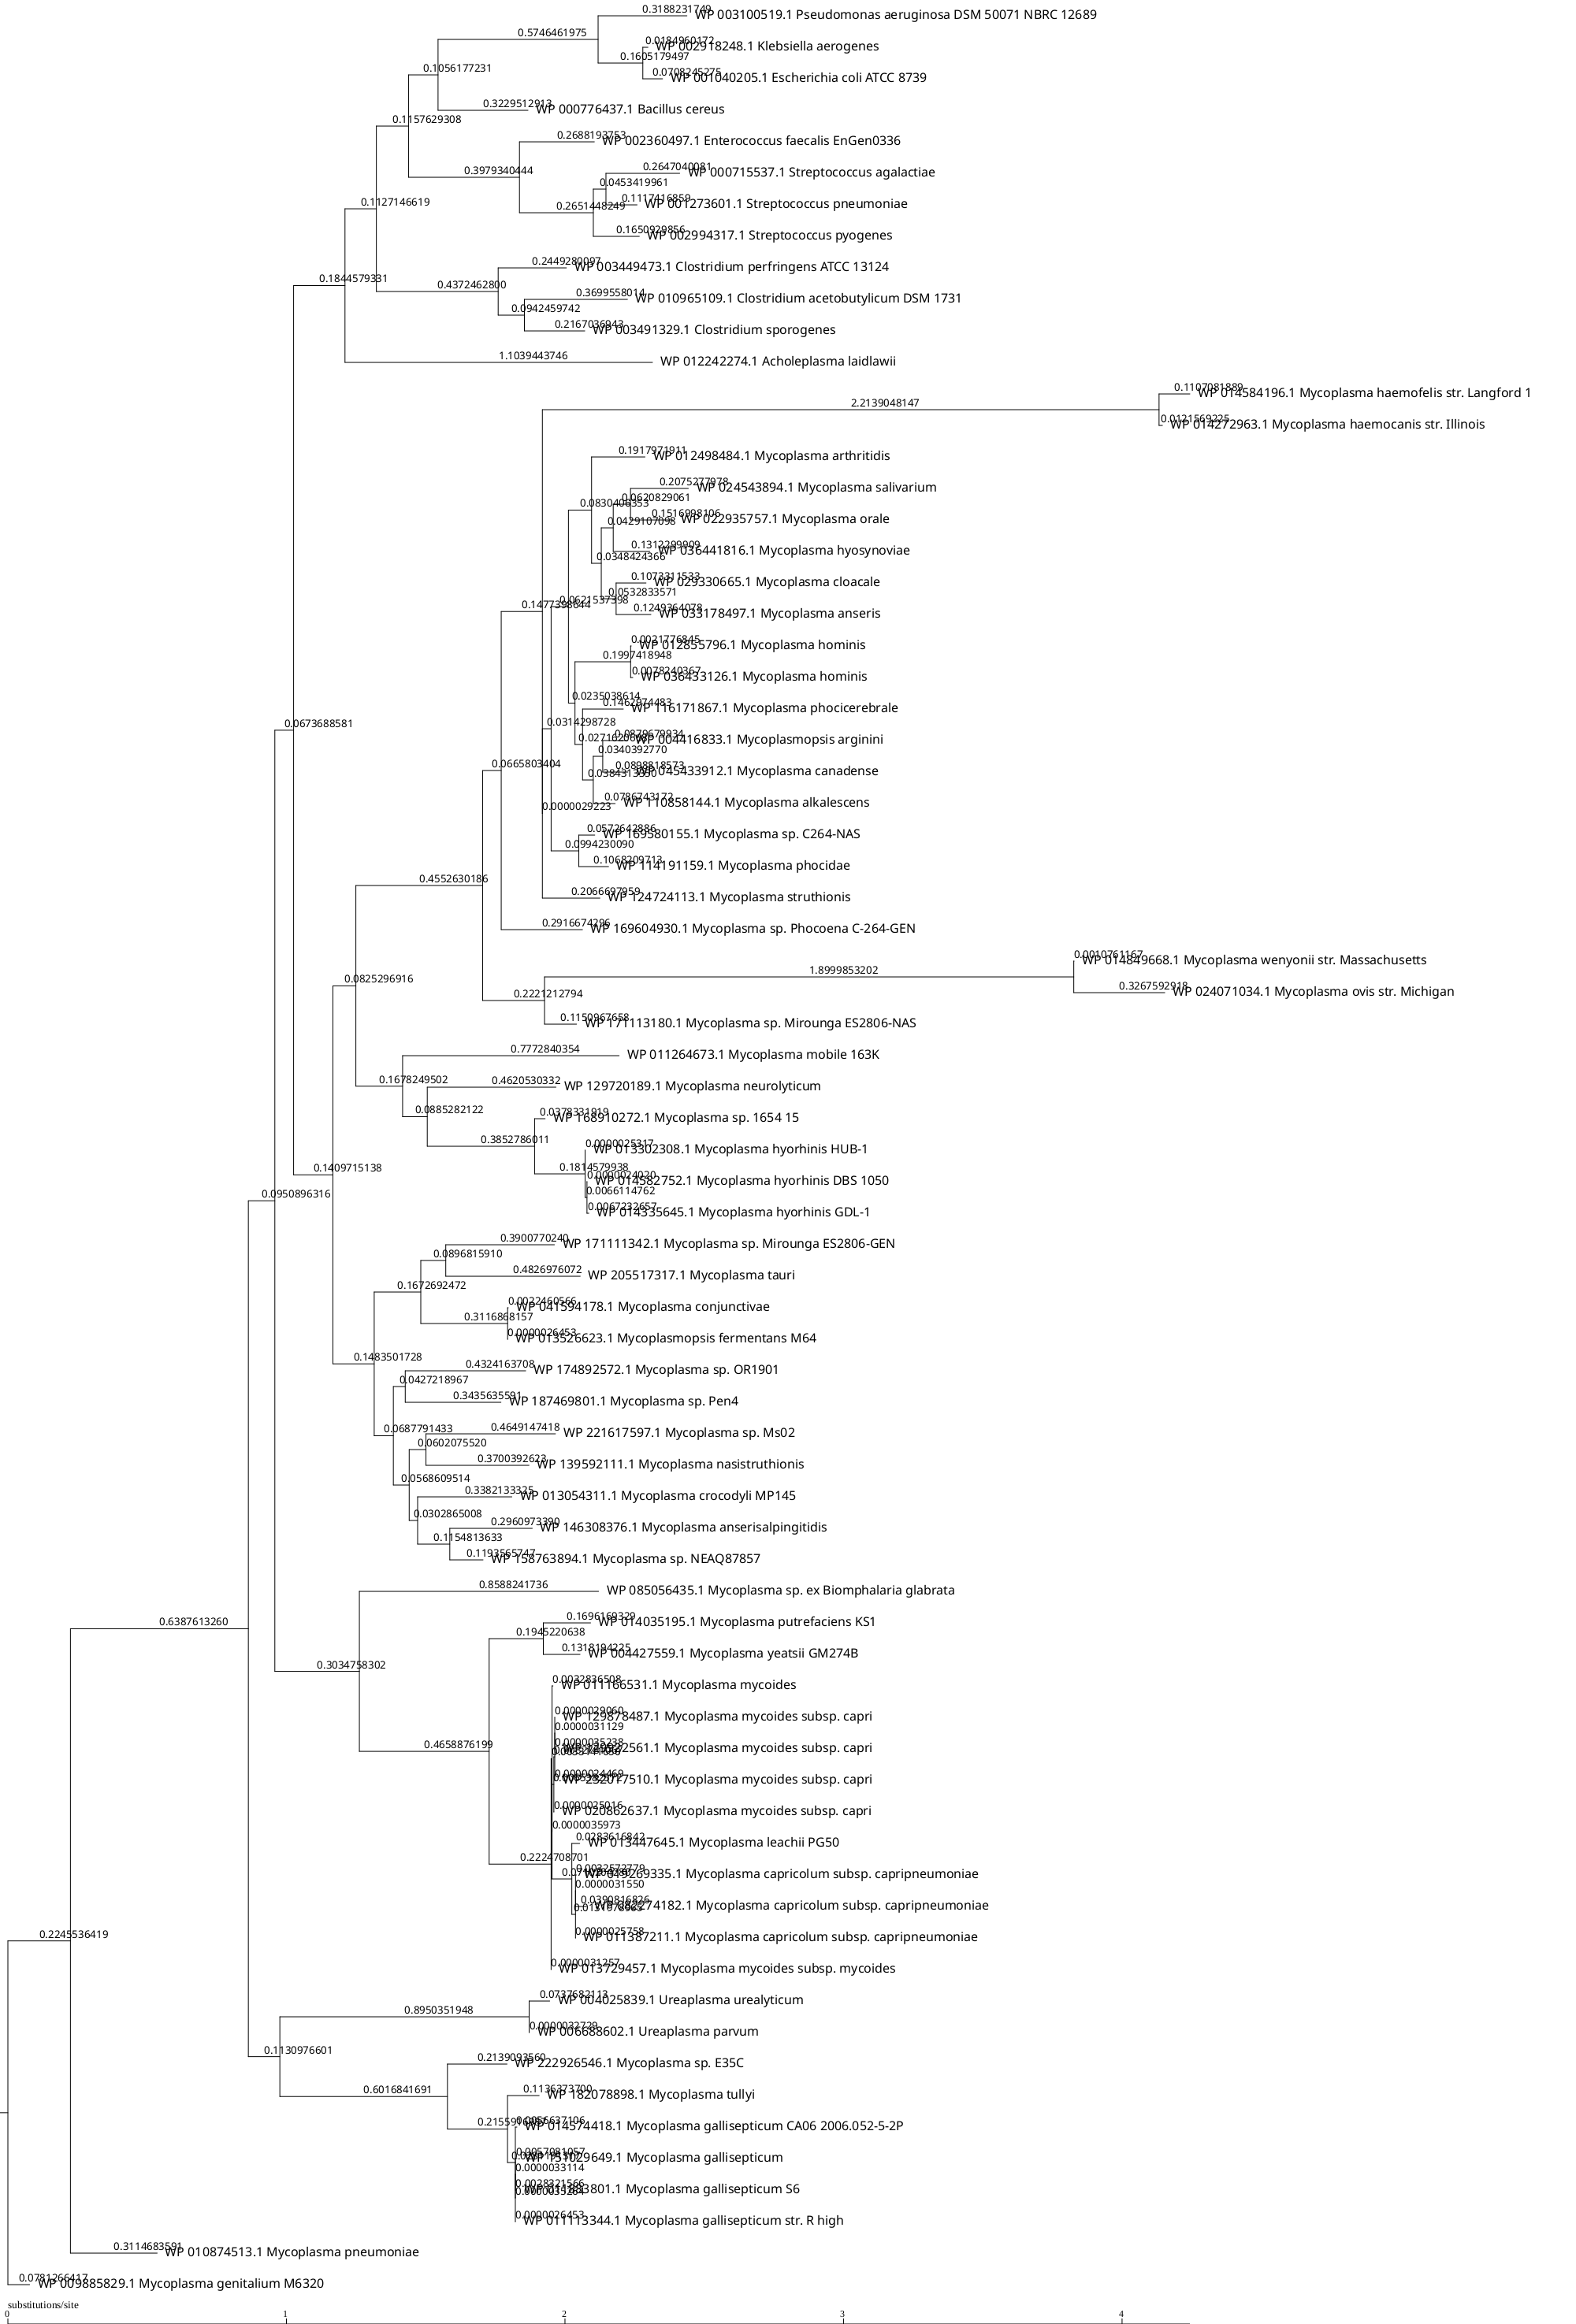 0.3188231749
WP 003100519.1 Pseudomonas aeruginosa DSM 50071 NBRC 12689
0.5746461975
0.0184960172
WP 002918248.1 Klebsiella aerogenes
0.1605179497
0.1056177231
0.0708245275
WP 001040205.1 Escherichia coli ATCC 8739
0.3229512913
WP 000776437.1 Bacillus cereus
0.1157629308
0.2688193753
WP 002360497.1 Enterococcus faecalis EnGen0336
0.3979340444
0.2647040081
WP 000715537.1 Streptococcus agalactiae
0.0453419961
0.1117416859
WP 001273601.1 Streptococcus pneumoniae
0.1127146619
0.2651448249
0.1650929856
WP 002994317.1 Streptococcus pyogenes
0.2449280097
WP 003449473.1 Clostridium perfringens ATCC 13124
0.1844579331
0.4372462800
0.3699558014
WP 010965109.1 Clostridium acetobutylicum DSM 1731
0.0942459742
0.2167036943
WP 003491329.1 Clostridium sporogenes
1.1039443746
WP 012242274.1 Acholeplasma laidlawii
0.1107081889
WP 014584196.1 Mycoplasma haemofelis str. Langford 1
2.2139048147
0.0121569225
WP 014272963.1 Mycoplasma haemocanis str. Illinois
0.1917971911
WP 012498484.1 Mycoplasma arthritidis
0.2075277978
WP 024543894.1 Mycoplasma salivarium
0.0620829061
0.0830406353
0.1516998106
WP 022935757.1 Mycoplasma orale
0.0429107098
0.1312299909
WP 036441816.1 Mycoplasma hyosynoviae
0.0348424366
0.1073311533
WP 029330665.1 Mycoplasma cloacale
0.0532833571
0.0621537398
0.1477398644
0.1249364078
WP 033178497.1 Mycoplasma anseris
0.0021776845
WP 012855796.1 Mycoplasma hominis
0.1997418948
0.0078240367
WP 036433126.1 Mycoplasma hominis
0.0235038614
0.1462974483
WP 116171867.1 Mycoplasma phocicerebrale
0.0673688581
0.0314298728
WP 004416833.1 Mycoplasmopsis arginini
0.0340392770
0.0665803404
0.0898818573
WP 045433912.1 Mycoplasma canadense
0.0786743172
WP 110858144.1 Mycoplasma alkalescens
0.0000029223
0.0572642886
WP 169580155.1 Mycoplasma sp. C264-NAS
0.0994230090
0.1068209713
WP 114191159.1 Mycoplasma phocidae
0.4552630186
0.2066697959
WP 124724113.1 Mycoplasma struthionis
0.2916674296
WP 169604930.1 Mycoplasma sp. Phocoena C-264-GEN
0.0010761167
WP 014849668.1 Mycoplasma wenyonii str. Massachusetts
1.8999853202
0.0825296916
0.3267592918
WP 024071034.1 Mycoplasma ovis str. Michigan
0.2221212794
0.1150967658
WP 171113180.1 Mycoplasma sp. Mirounga ES2806-NAS
0.7772840354
WP 011264673.1 Mycoplasma mobile 163K
0.1678249502
0.4620530332
WP 129720189.1 Mycoplasma neurolyticum
0.0885282122
0.0378331919
WP 168910272.1 Mycoplasma sp. 1654 15
0.3852786011
0.0000025317
WP 013302308.1 Mycoplasma hyorhinis HUB-1
0.1409715138
0.1814579938
0.0000024020
WP 014582752.1 Mycoplasma hyorhinis DBS 1050
0.0950896316
0.0066114762
0.0067232657
WP 014335645.1 Mycoplasma hyorhinis GDL-1
0.3900770240
WP 171111342.1 Mycoplasma sp. Mirounga ES2806-GEN
0.0896815910
0.4826976072
WP 205517317.1 Mycoplasma tauri
0.1672692472
0.0022460566
WP 041594178.1 Mycoplasma conjunctivae
0.3116868157
0.0000026453
WP 013526623.1 Mycoplasmopsis fermentans M64
0.1483501728
0.4324163708
WP 174892572.1 Mycoplasma sp. OR1901
0.0427218967
0.3435635591
WP 187469801.1 Mycoplasma sp. Pen4
0.0687791433
0.4649147418
WP 221617597.1 Mycoplasma sp. Ms02
0.0602075520
0.3700392623
WP 139592111.1 Mycoplasma nasistruthionis
0.0568609514
0.3382133325
WP 013054311.1 Mycoplasma crocodyli MP145
0.0302865008
0.2960973390
WP 146308376.1 Mycoplasma anserisalpingitidis
0.1154813633
0.1193565747
WP 158763894.1 Mycoplasma sp. NEAQ87857
0.8588241736
WP 085056435.1 Mycoplasma sp. ex Biomphalaria glabrata
0.6387613260
0.1696169329
WP 014035195.1 Mycoplasma putrefaciens KS1
0.1945220638
0.1318194225
WP 004427559.1 Mycoplasma yeatsii GM274B
0.3034758302
0.0032836508
WP 011166531.1 Mycoplasma mycoides
0.0000029060
WP 129878487.1 Mycoplasma mycoides subsp. capri
0.0000031129
0.0000035238
Mycoplasma mycoides subsp. capri
0.4658876199
0.0000024469
WP 232017510.1 Mycoplasma mycoides subsp. capri
0.0000025016
WP 020862637.1 Mycoplasma mycoides subsp. capri
0.0000035973
0.0283616842
WP 013447645.1 Mycoplasma leachii PG50
0.2224708701
0.0032572779
WP 019269335.1 Mycoplasma capricolum subsp. capripneumoniae
0.0000031550
0.0390816826
WP 082274182.1 Mycoplasma capricolum subsp. capripneumoniae
0.0000025758
WP 011387211.1 Mycoplasma capricolum subsp. capripneumoniae
0.2245536419
0.0000031257
WP 013729457.1 Mycoplasma mycoides subsp. mycoides
0.0737682113
WP 004025839.1 Ureaplasma urealyticum
0.8950351948
0.0000032729
WP 006688602.1 Ureaplasma parvum
0.1130976601
0.2139093560
WP 222926546.1 Mycoplasma sp. E35C
0.6016841691
0.1136373700
WP 182078898.1 Mycoplasma tullyi
0.0056637106
WP 014574418.1 Mycoplasma gallisepticum CA06 2006.052-5-2P
0.0057081057
WP 151029649.1 Mycoplasma gallisepticum
0.0000033114
0.0028321566
WP 011883801.1 Mycoplasma gallisepticum S6
0.0000026453
WP 011113344.1 Mycoplasma gallisepticum str. R high
0.3114683591
WP 010874513.1 Mycoplasma pneumoniae
0.0781266417
WP 009885829.1 Mycoplasma genitalium M6320
substitutions/site
0 1 2 3 4